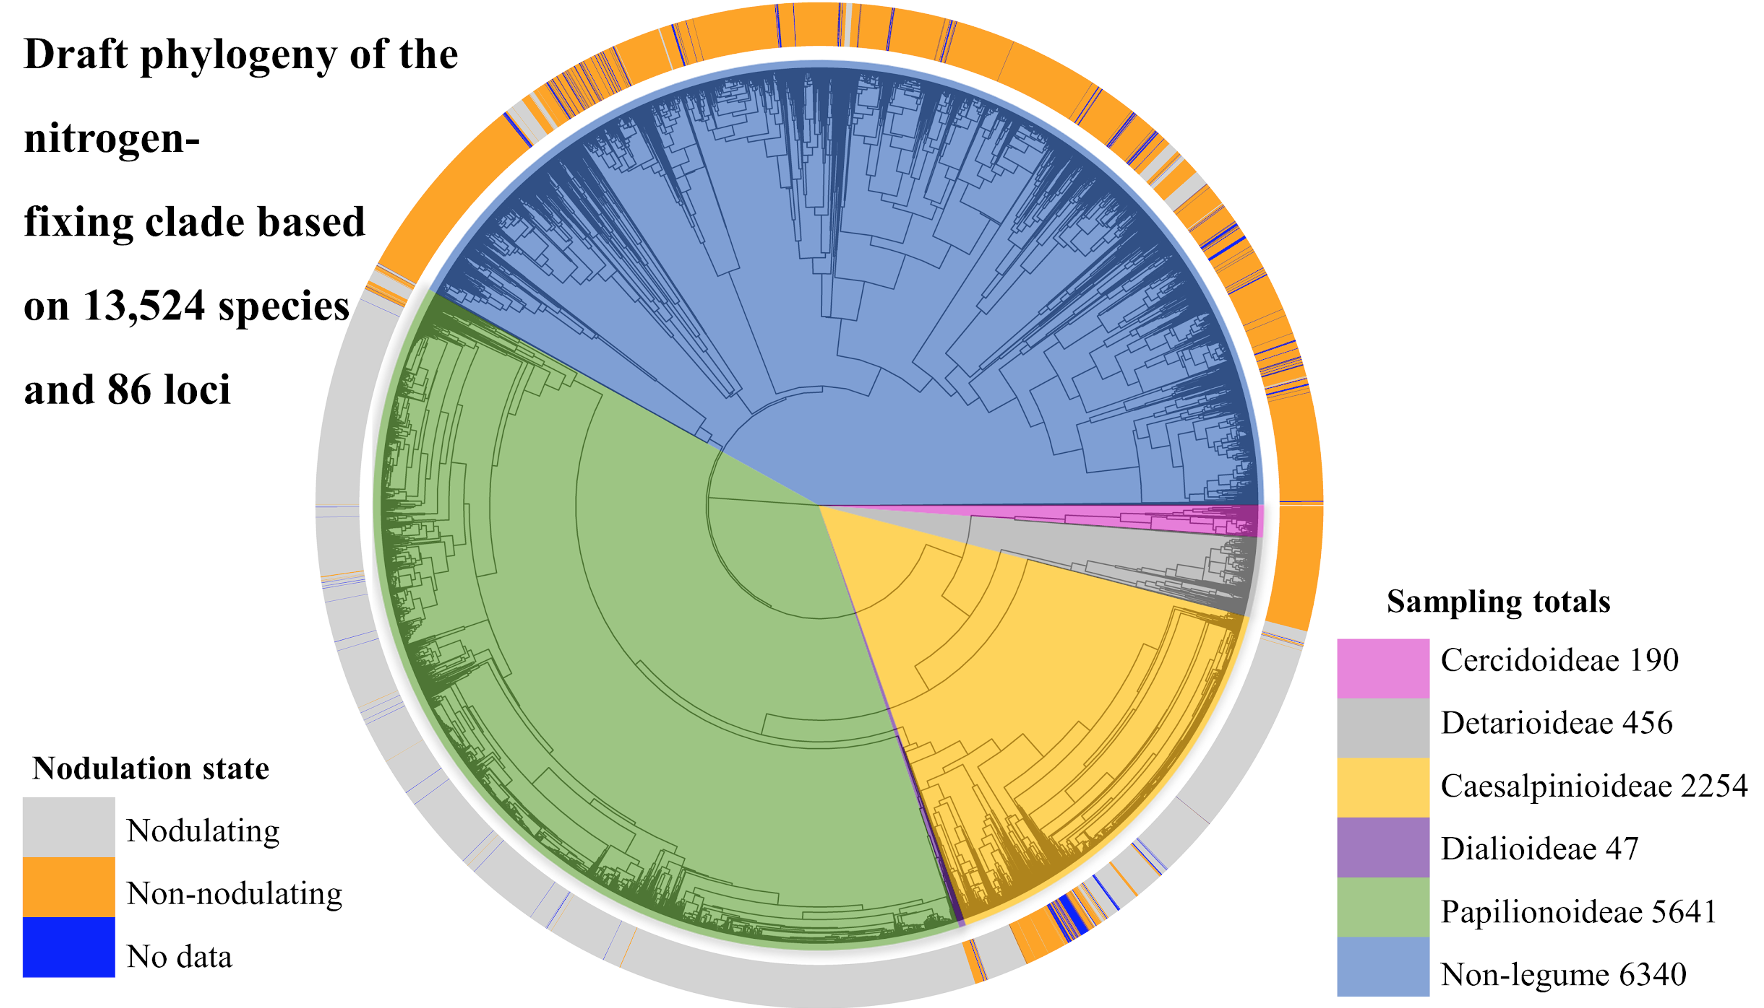 Draft phylogeny of the
nitrogen-
fixing clade based
on 13,524 species
and 86 loci
Sampling totals
Cercidoideae 190
Detarioideae 456
Caesalpinioideae 2254
Dialioideae 47
Papilionoideae 5641
Non-legume 6340
Nodulation state
Nodulating
Non-nodulating
No data